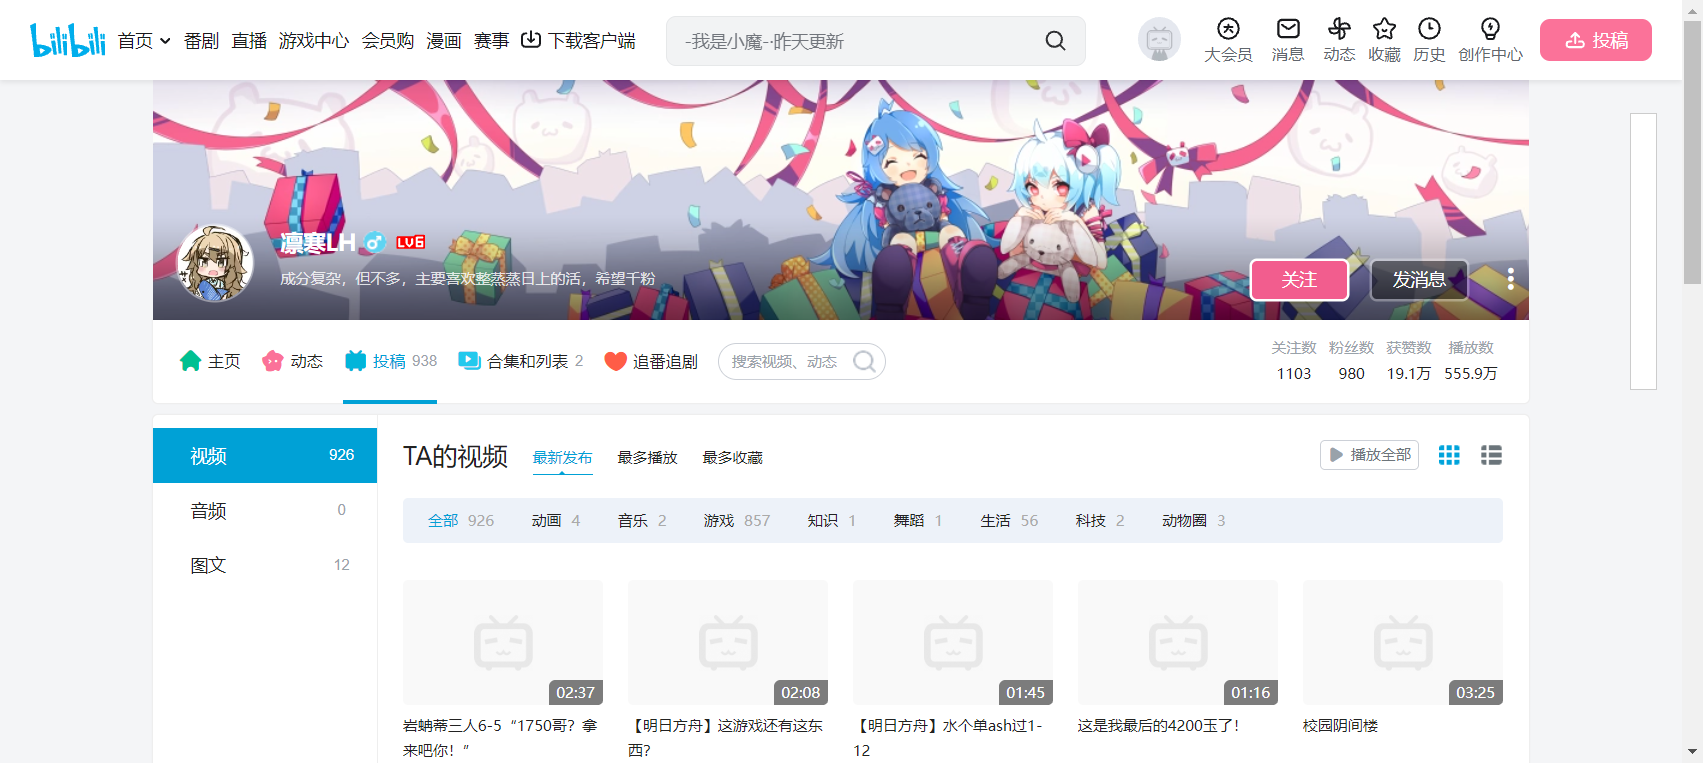 bilibili 首页 番剧 直播 游戏中心 会员购 漫画 赛事 下载客户端 -我是小魔--昨天更新 大会员 消息 动态 收藏 历史 创作中心 投稿
凛寒LH LV6
成分复杂，但不多，主要喜欢整蒸蒸日上的活，希望千粉
关注 发消息
主页 动态 投稿 938 合集和列表 2 追番追剧 搜索视频、动态
关注数 粉丝数 获赞数 播放数
1103 980 19.1万 555.9万
视频 926
音频 0
图文 12
TA的视频 最新发布 最多播放 最多收藏 播放全部
全部 926 动画 4 音乐 2 游戏 857 知识 1 舞蹈 1 生活 56 科技 2 动物圈 3
02:37 02:08 01:45 01:16 03:25
岩蚺蒂三人6-5“1750哥？拿
来吧你！”
【明日方舟】这游戏还有这东
西?
【明日方舟】水个单ash过1-
12
这是我最后的4200玉了！
校园阴间楼